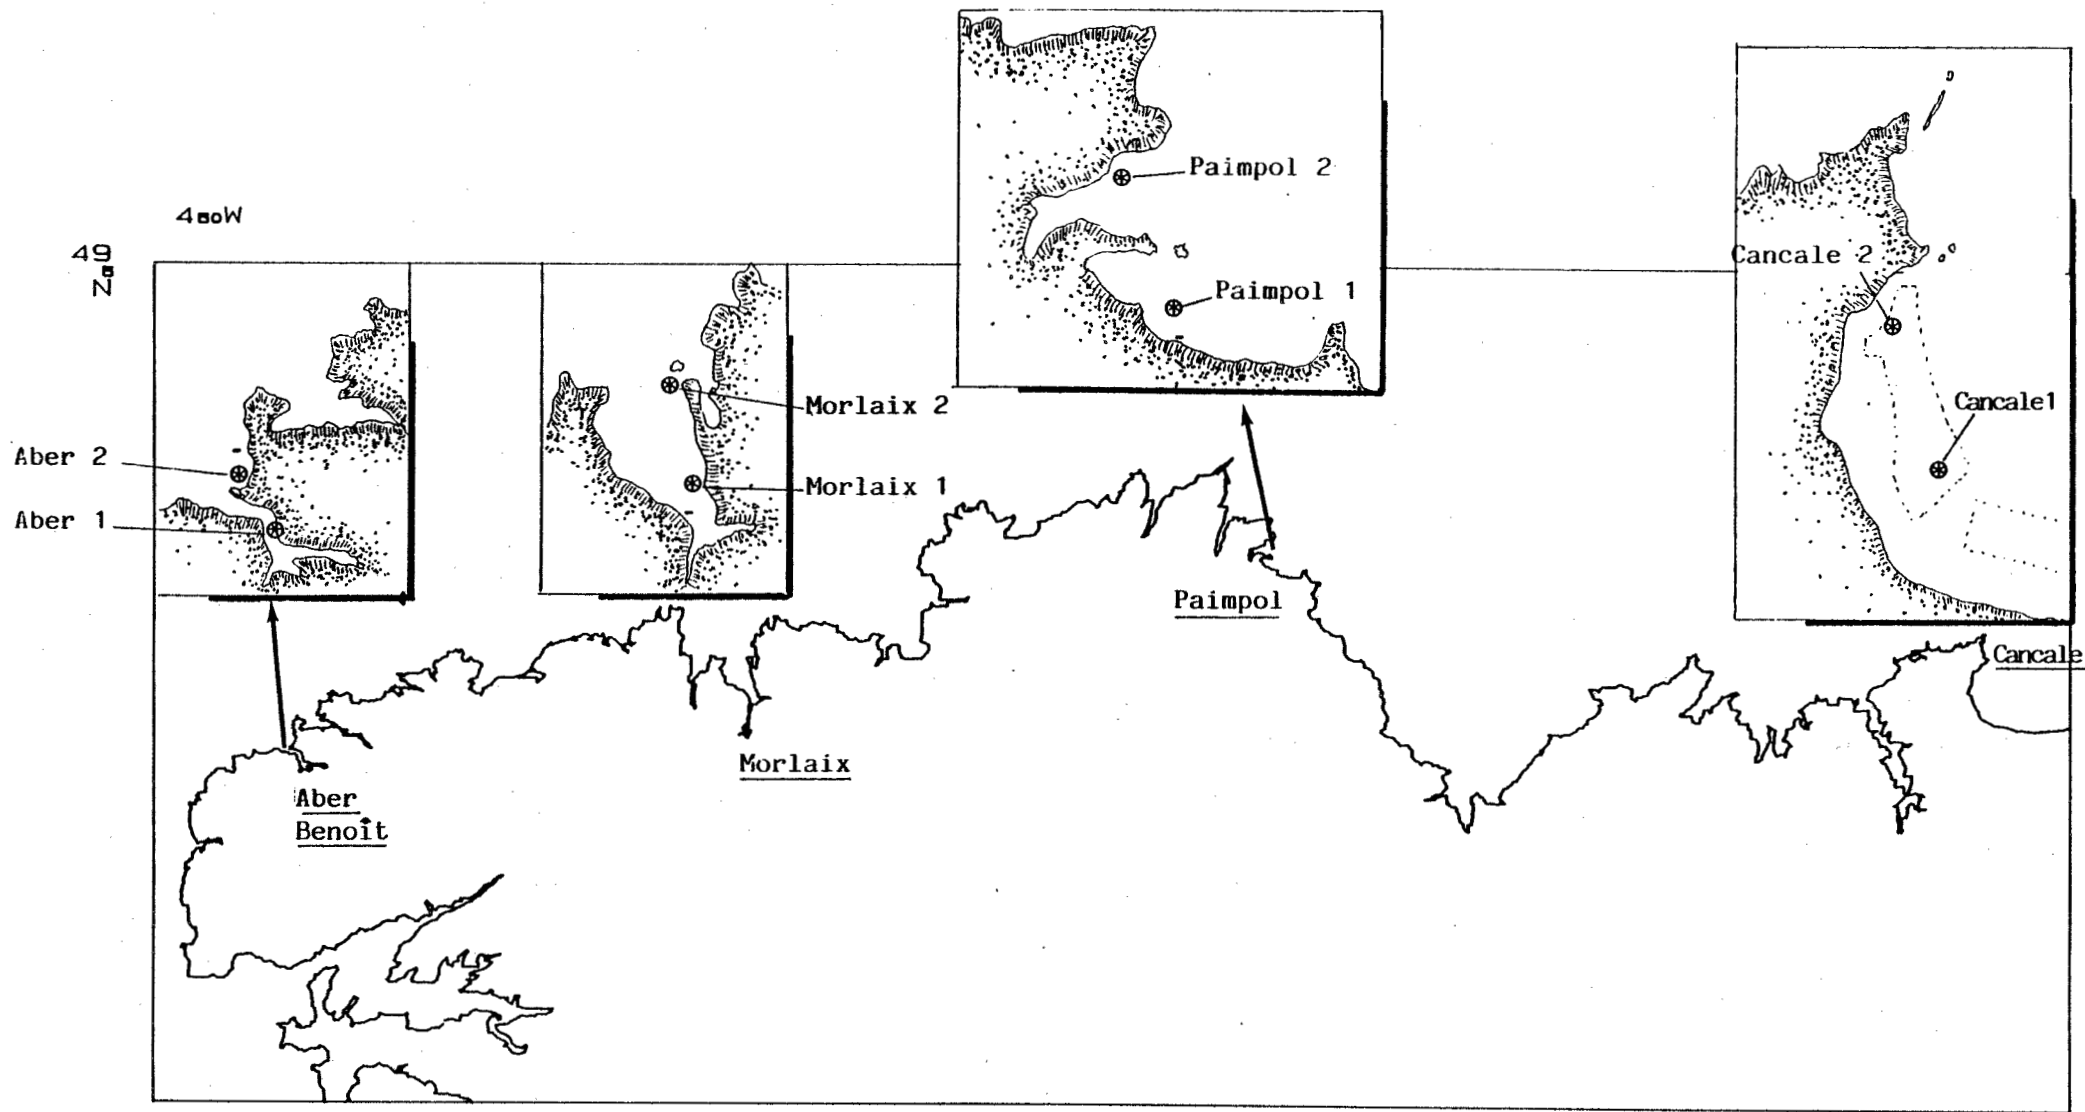 4°W
49
N
Paimpol 2
Paimpol 1
Cancale 2
Cancale1
Morlaix 2
Morlaix 1
Aber 2
Aber 1
Paimpol
Cancale
Morlaix
Aber
Benoît